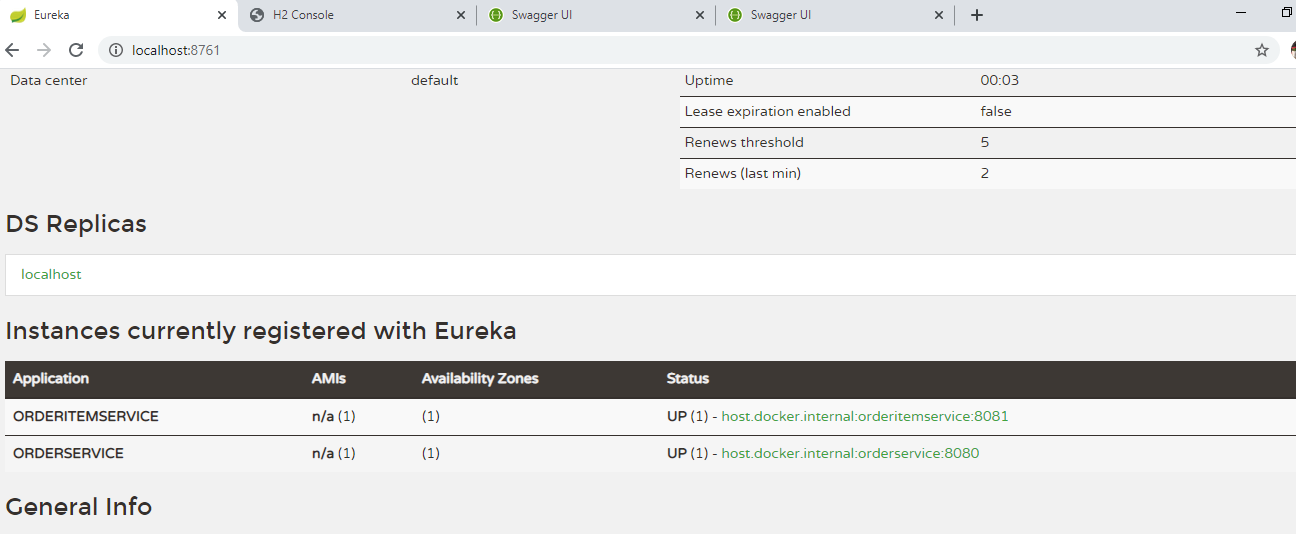 Eureka
H2 Console
Swagger UI
Swagger UI
localhost:8761
Data center default
Uptime 00:03
Lease expiration enabled false
Renews threshold 5
Renews (last min) 2
DS Replicas
localhost
Instances currently registered with Eureka
Application AMIs Availability Zones Status
ORDERITEMSERVICE n/a (1) (1) UP (1) - host.docker.internal:orderitemservice:8081
ORDERSERVICE n/a (1) (1) UP (1) - host.docker.internal:orderservice:8080
General Info